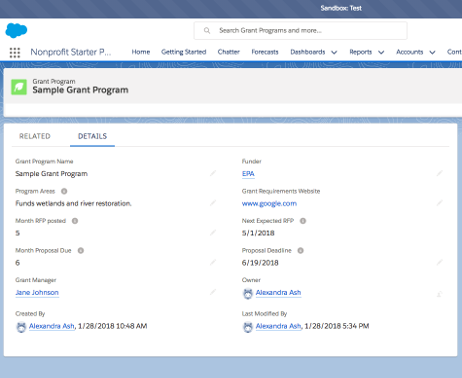 Sandbox: Test
Search Grant Programs and more...
Nonprofit Starter P... Home Getting Started Chatter Forecasts Dashboards Reports Accounts Cont
Grant Program
Sample Grant Program
RELATED DETAILS
Grant Program Name Funder
Sample Grant Program EPA
Program Areas Grant Requirements Website
Funds wetlands and river restoration. www.google.com
Month RFP posted Next Expected RFP
5 5/1/2018
Month Proposal Due Proposal Deadline
6 6/19/2018
Grant Manager Owner
Jane Johnson Alexandra Ash
Created By Last Modified By
Alexandra Ash, 1/28/2018 10:48 AM Alexandra Ash, 1/28/2018 5:34 PM